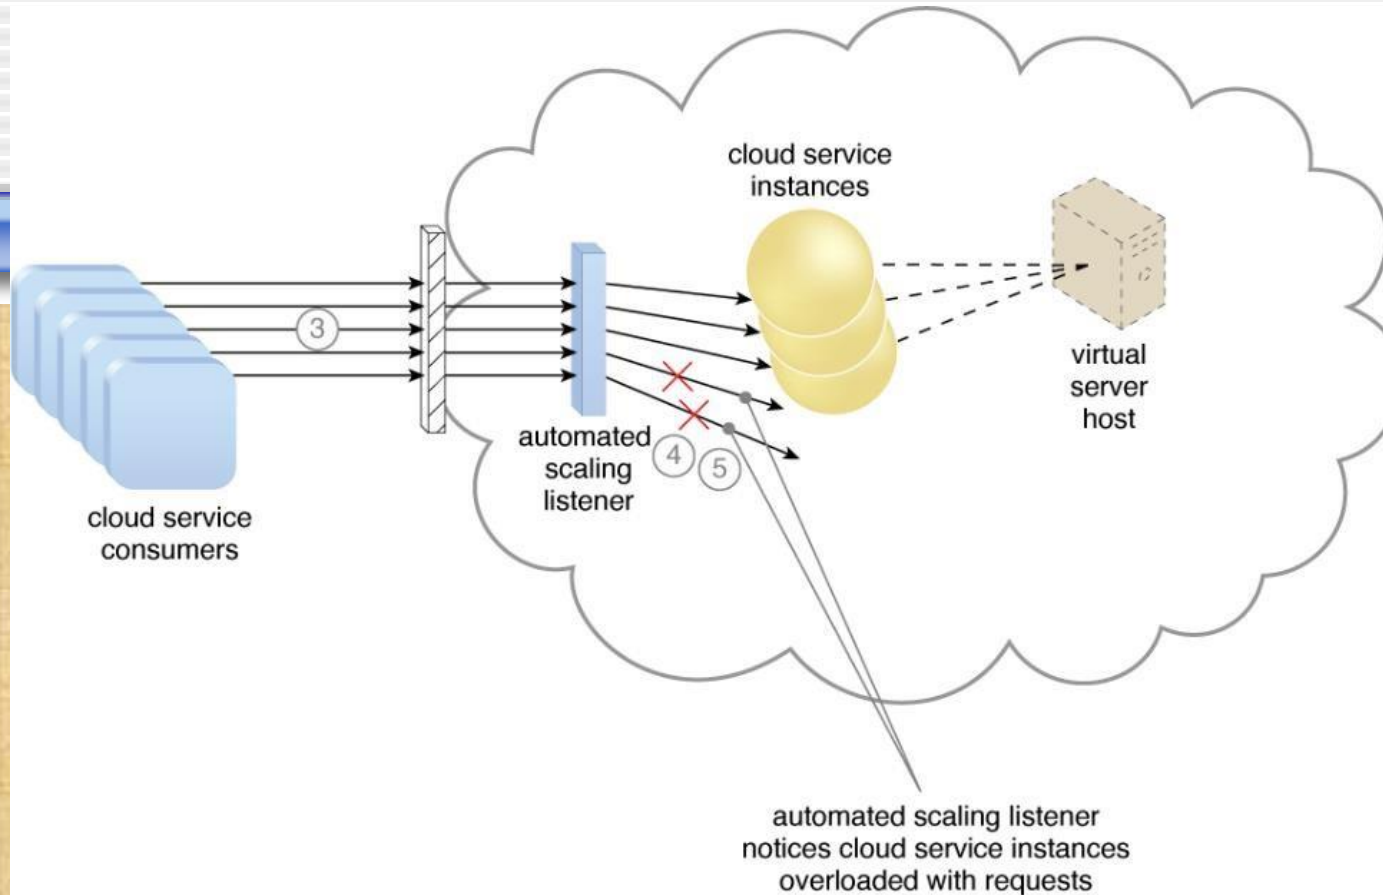 cloud service
instances
virtual
server
host
3
automated
scaling
listener
4
5
cloud service
consumers
automated scaling listener
notices cloud service instances
overloaded with requests